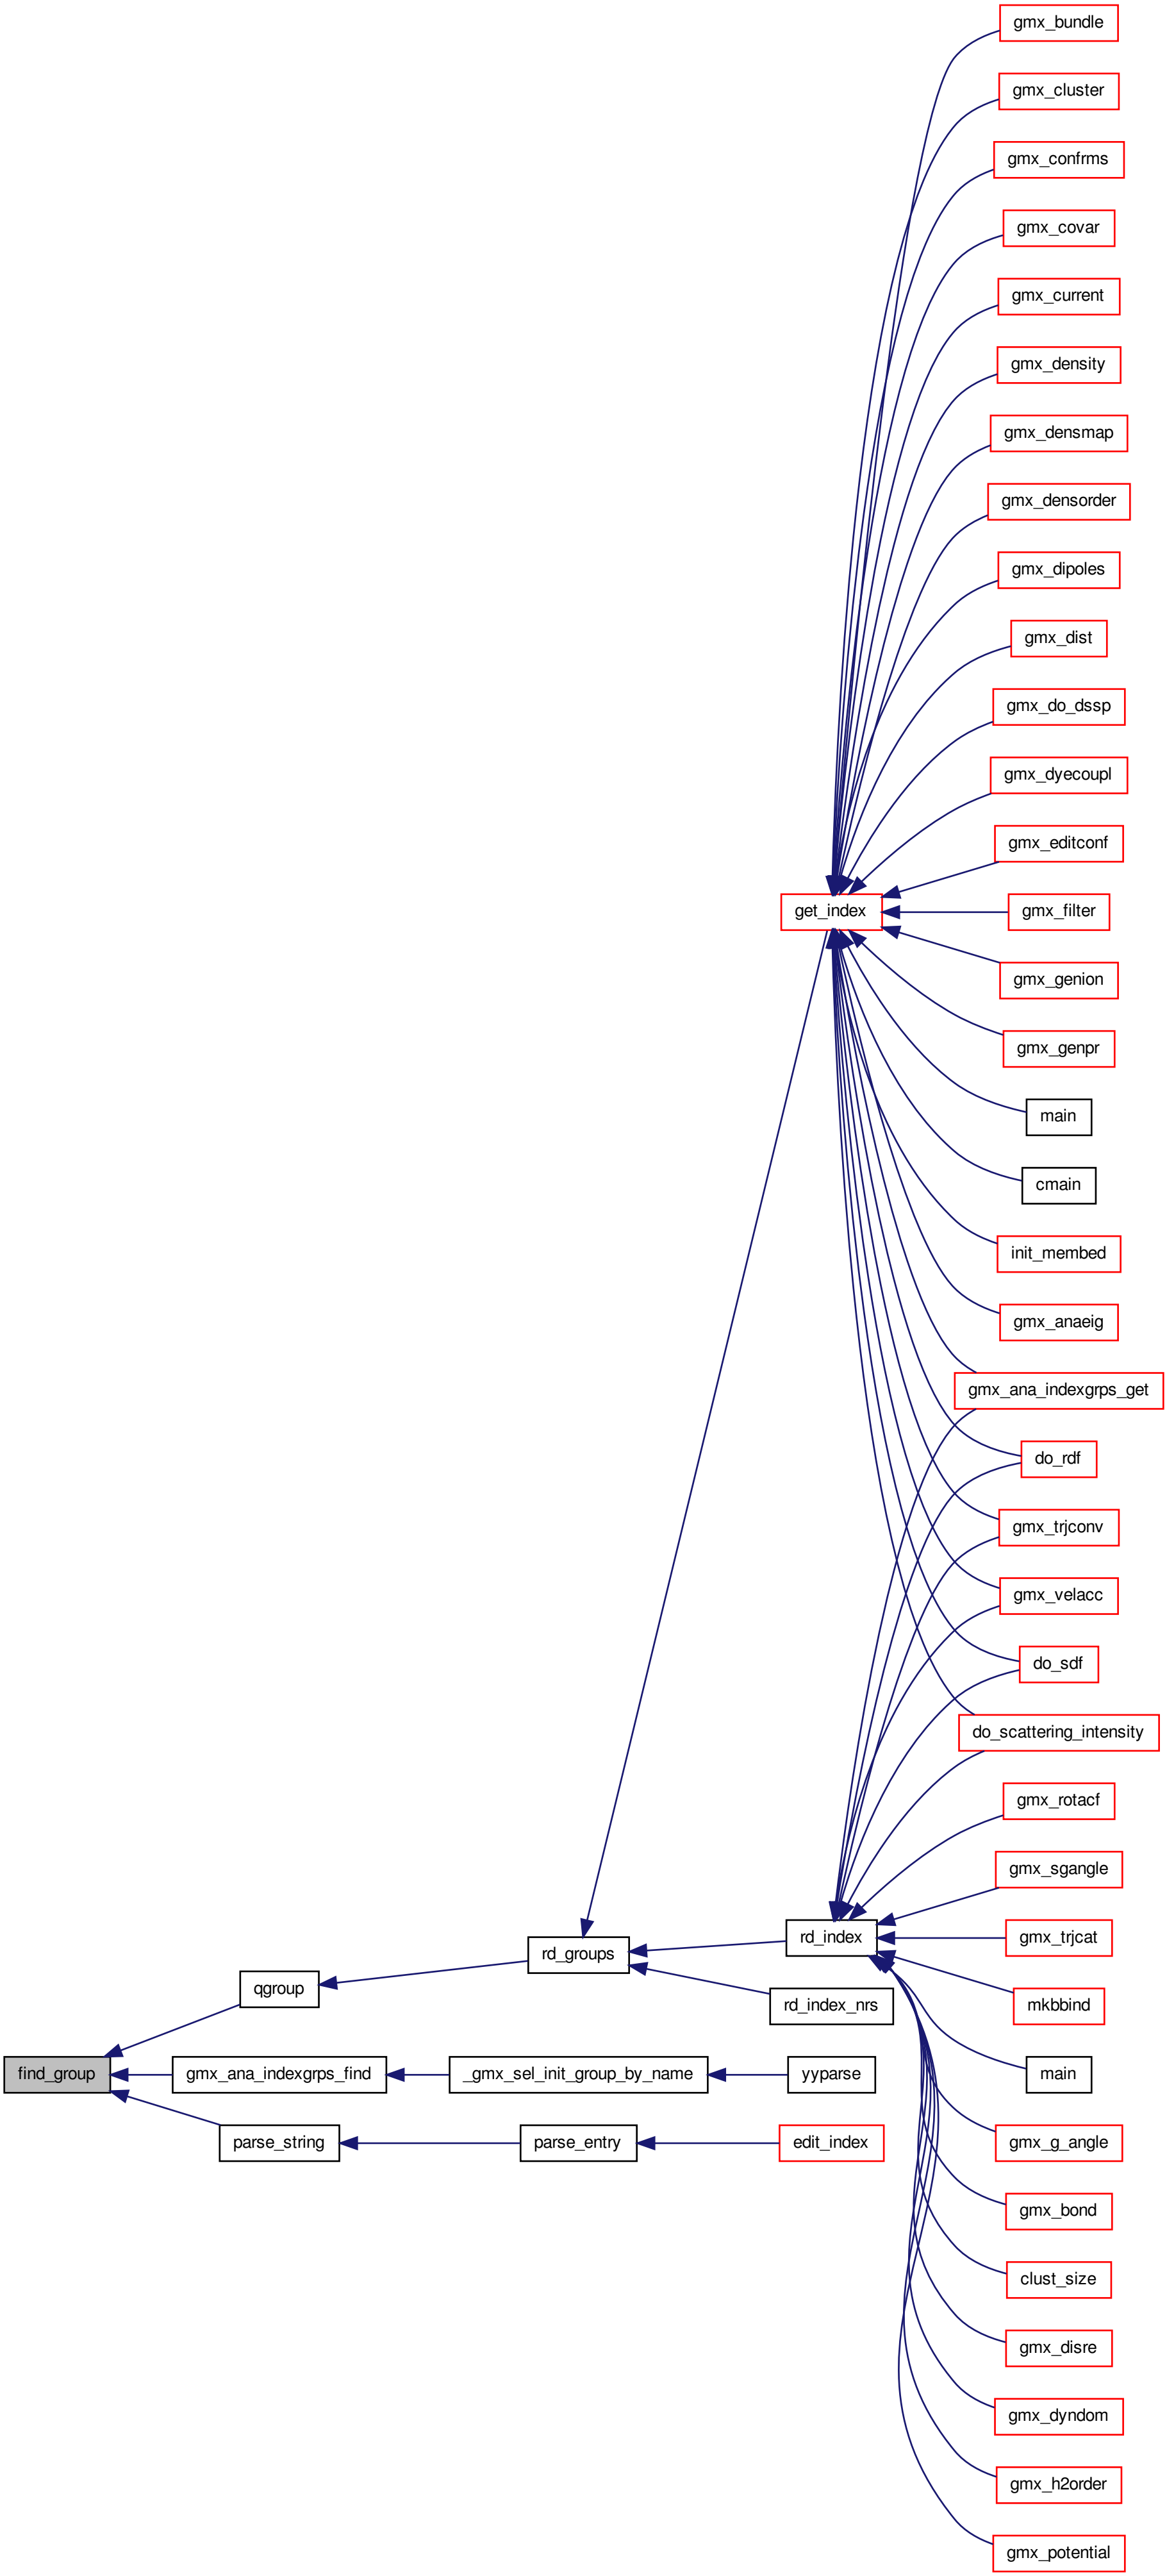 gmx_bundle
gmx_cluster
gmx_confrms
gmx_covar
gmx_current
gmx_density
gmx_densmap
gmx_densorder
gmx_dipoles
gmx_dist
gmx_do_dssp
gmx_dyecoupl
gmx_editconf
get_index
gmx_filter
gmx_genion
gmx_genpr
main
cmain
init_membed
gmx_anaeig
gmx_ana_indexgrps_get
do_rdf
gmx_trjconv
gmx_velacc
do_sdf
do_scattering_intensity
gmx_rotacf
gmx_sgangle
rd_index
gmx_trjcat
rd_groups
qgroup
rd_index_nrs
mkbbind
find_group
gmx_ana_indexgrps_find
_gmx_sel_init_group_by_name
yyparse
main
parse_string
parse_entry
edit_index
gmx_g_angle
gmx_bond
clust_size
gmx_disre
gmx_dyndom
gmx_h2order
gmx_potential